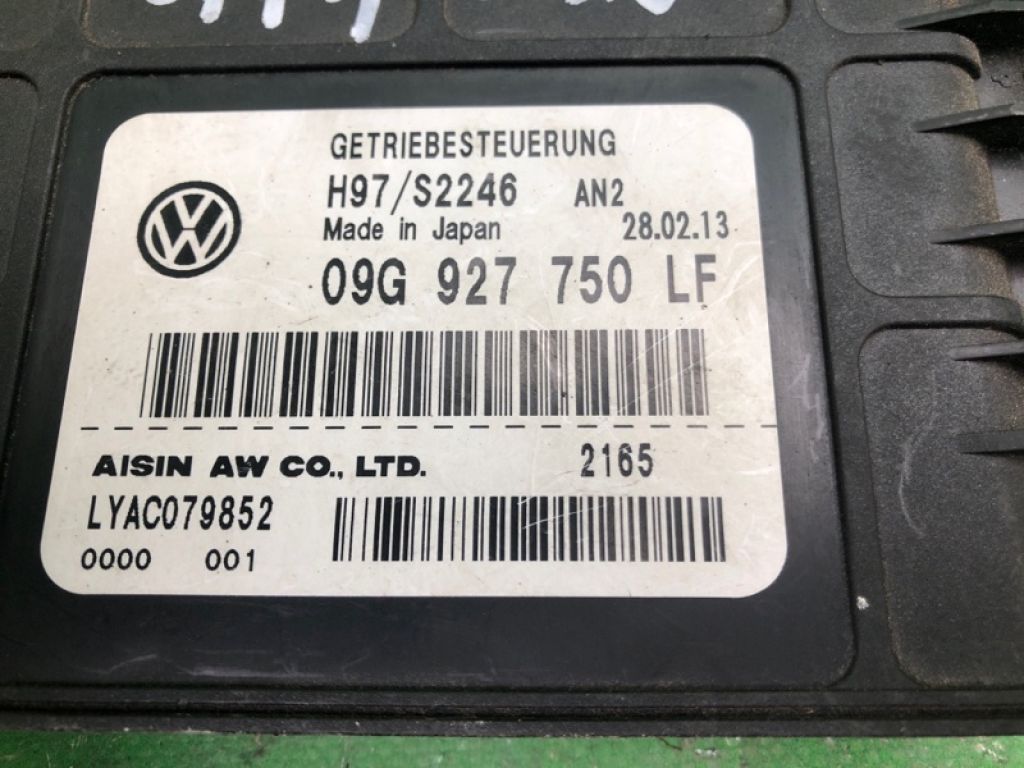 GETRIEBESTEUERUNG
H97/S2246 AN2
Made in Japan 28.02.13
09G 927 750 LF
AISIN AW CO., LTD. 2165
LYAC079852
0000 001